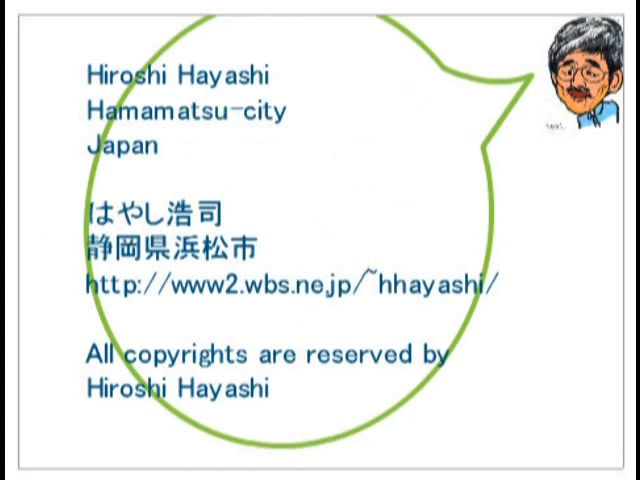 Hiroshi Hayashi
Hamamatsu-city
Japan
はやし浩司
静岡県浜松市
http://www2.wbs.ne.jp/~hhayashi/
All copyrights are reserved by
Hiroshi Hayashi